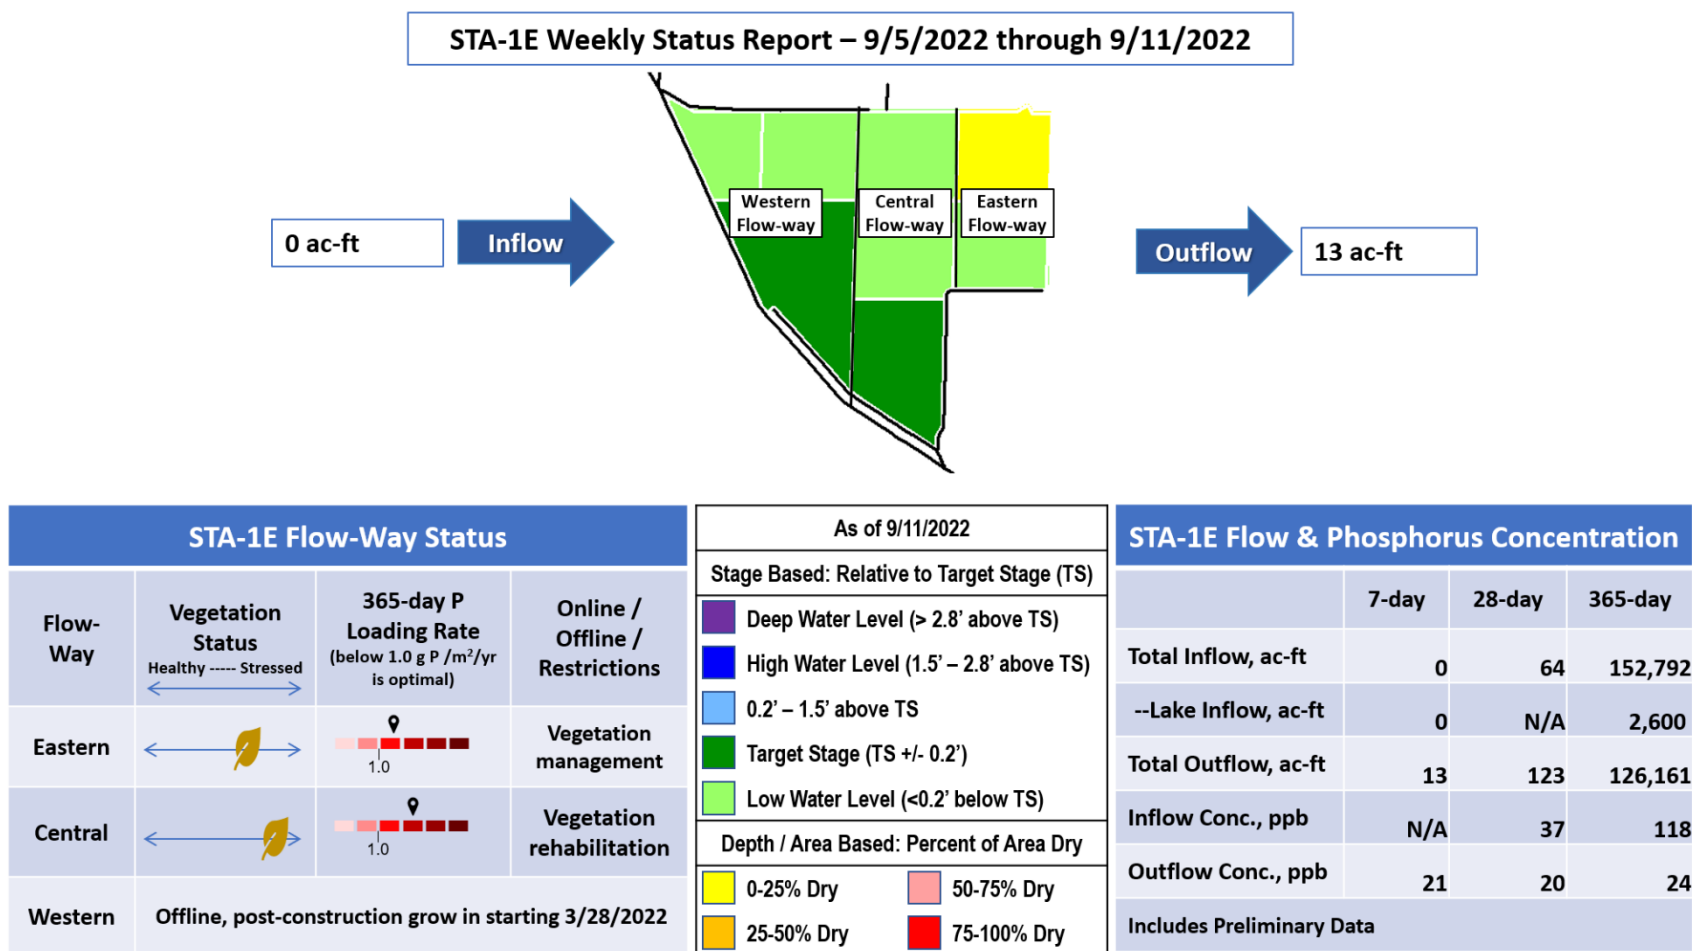 STA-1E Weekly Status Report – 9/5/2022 through 9/11/2022
Western
Flow-way
Central
Flow-way
Eastern
Flow-way
0 ac-ft
Inflow
Outflow
13 ac-ft
STA-1E Flow-Way Status
Flow-
Way
Vegetation
Status
Healthy ----- Stressed
365-day P
Loading Rate
(below 1.0 g P /m²/yr
is optimal)
Online /
Offline /
Restrictions
Eastern
1.0
Vegetation
management
Central
1.0
Vegetation
rehabilitation
Western
Offline, post-construction grow in starting 3/28/2022
As of 9/11/2022
Stage Based: Relative to Target Stage (TS)
Deep Water Level (> 2.8' above TS)
High Water Level (1.5' – 2.8' above TS)
0.2' – 1.5' above TS
Target Stage (TS +/- 0.2')
Low Water Level (<0.2' below TS)
Depth / Area Based: Percent of Area Dry
0-25% Dry
50-75% Dry
25-50% Dry
75-100% Dry
STA-1E Flow & Phosphorus Concentration
7-day 28-day 365-day
Total Inflow, ac-ft 0 64 152,792
--Lake Inflow, ac-ft 0 N/A 2,600
Total Outflow, ac-ft 13 123 126,161
Inflow Conc., ppb N/A 37 118
Outflow Conc., ppb 21 20 24
Includes Preliminary Data